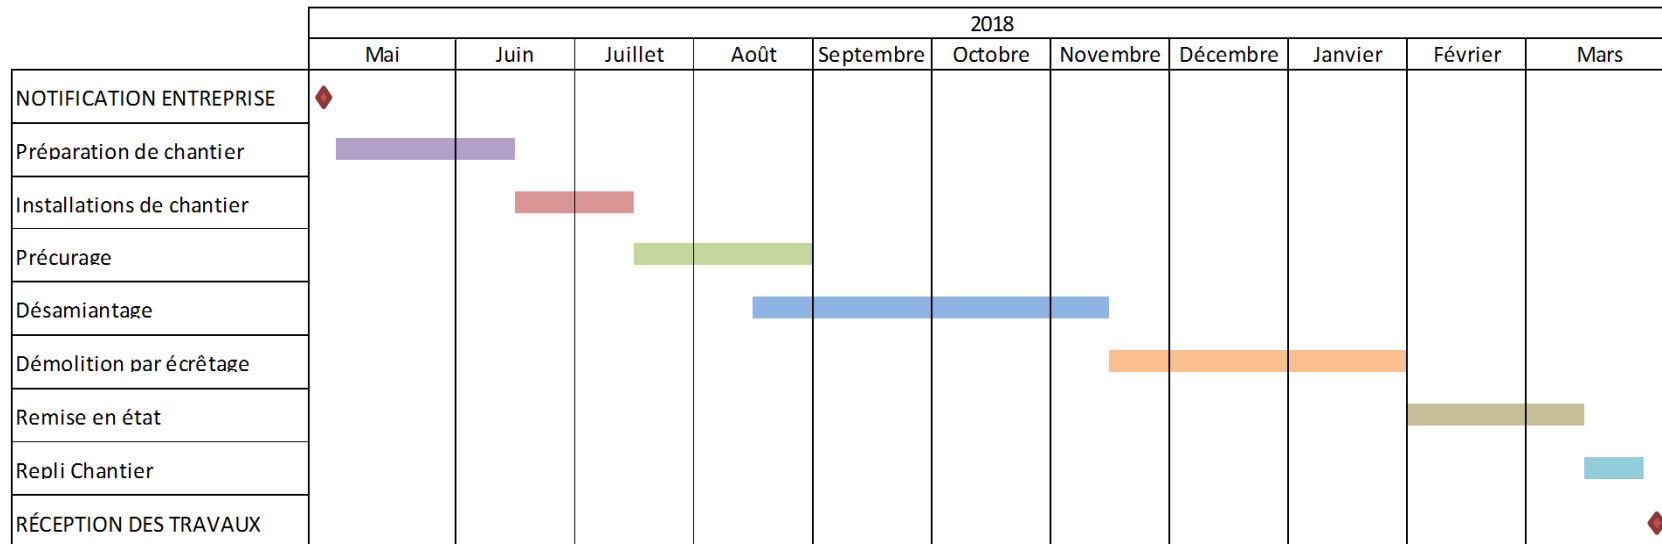 2018
Mai Juin Juillet Août Septembre Octobre Novembre Décembre Janvier Février Mars
NOTIFICATION ENTREPRISE
Préparation de chantier
Installations de chantier
Précurage
Désamiantage
Démolition par écrêtage
Remise en état
Repli Chantier
RÉCEPTION DES TRAVAUX